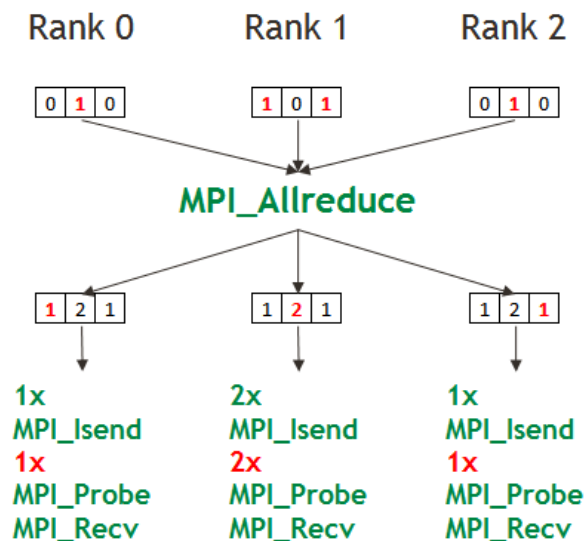 Rank 0 Rank 1 Rank 2
0 1 0 1 0 1 0 1 0
MPI_Allreduce
1 2 1 1 2 1 1 2 1
1x 2x 1x
MPI_Isend MPI_Isend MPI_Isend
1x 2x 1x
MPI_Probe MPI_Probe MPI_Probe
MPI_Recv MPI_Recv MPI_Recv